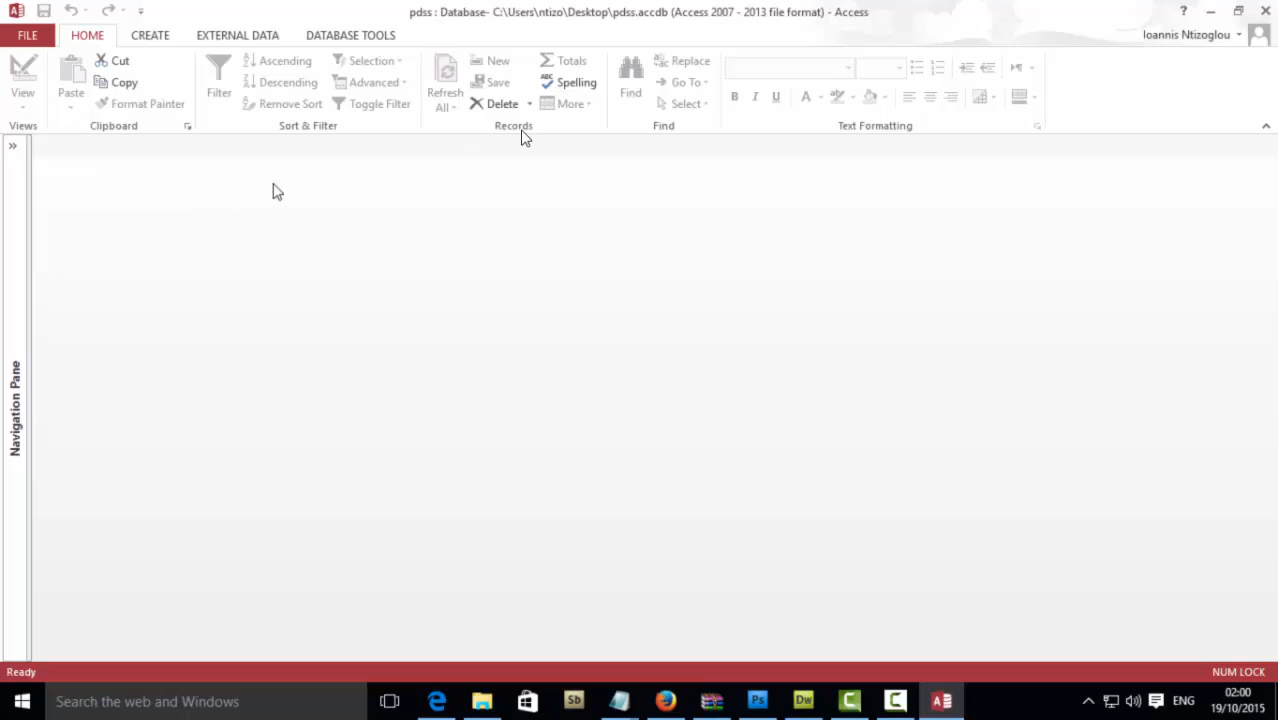 pdss : Database- C:\Users\ntizo\Desktop\pdss.accdb (Access 2007 - 2013 file format) - Access
FILE HOME CREATE EXTERNAL DATA DATABASE TOOLS Ioannis Ntizoglou
Cut Ascending Selection New Totals Replace
View Paste Copy Filter Descending Advanced Refresh All Save Spelling Find Go To
Format Painter Remove Sort Toggle Filter Delete More Select
Views Clipboard Sort & Filter Records Find Text Formatting
Navigation Pane
Ready NUM LOCK
Search the web and Windows ENG 02:00
19/10/2015